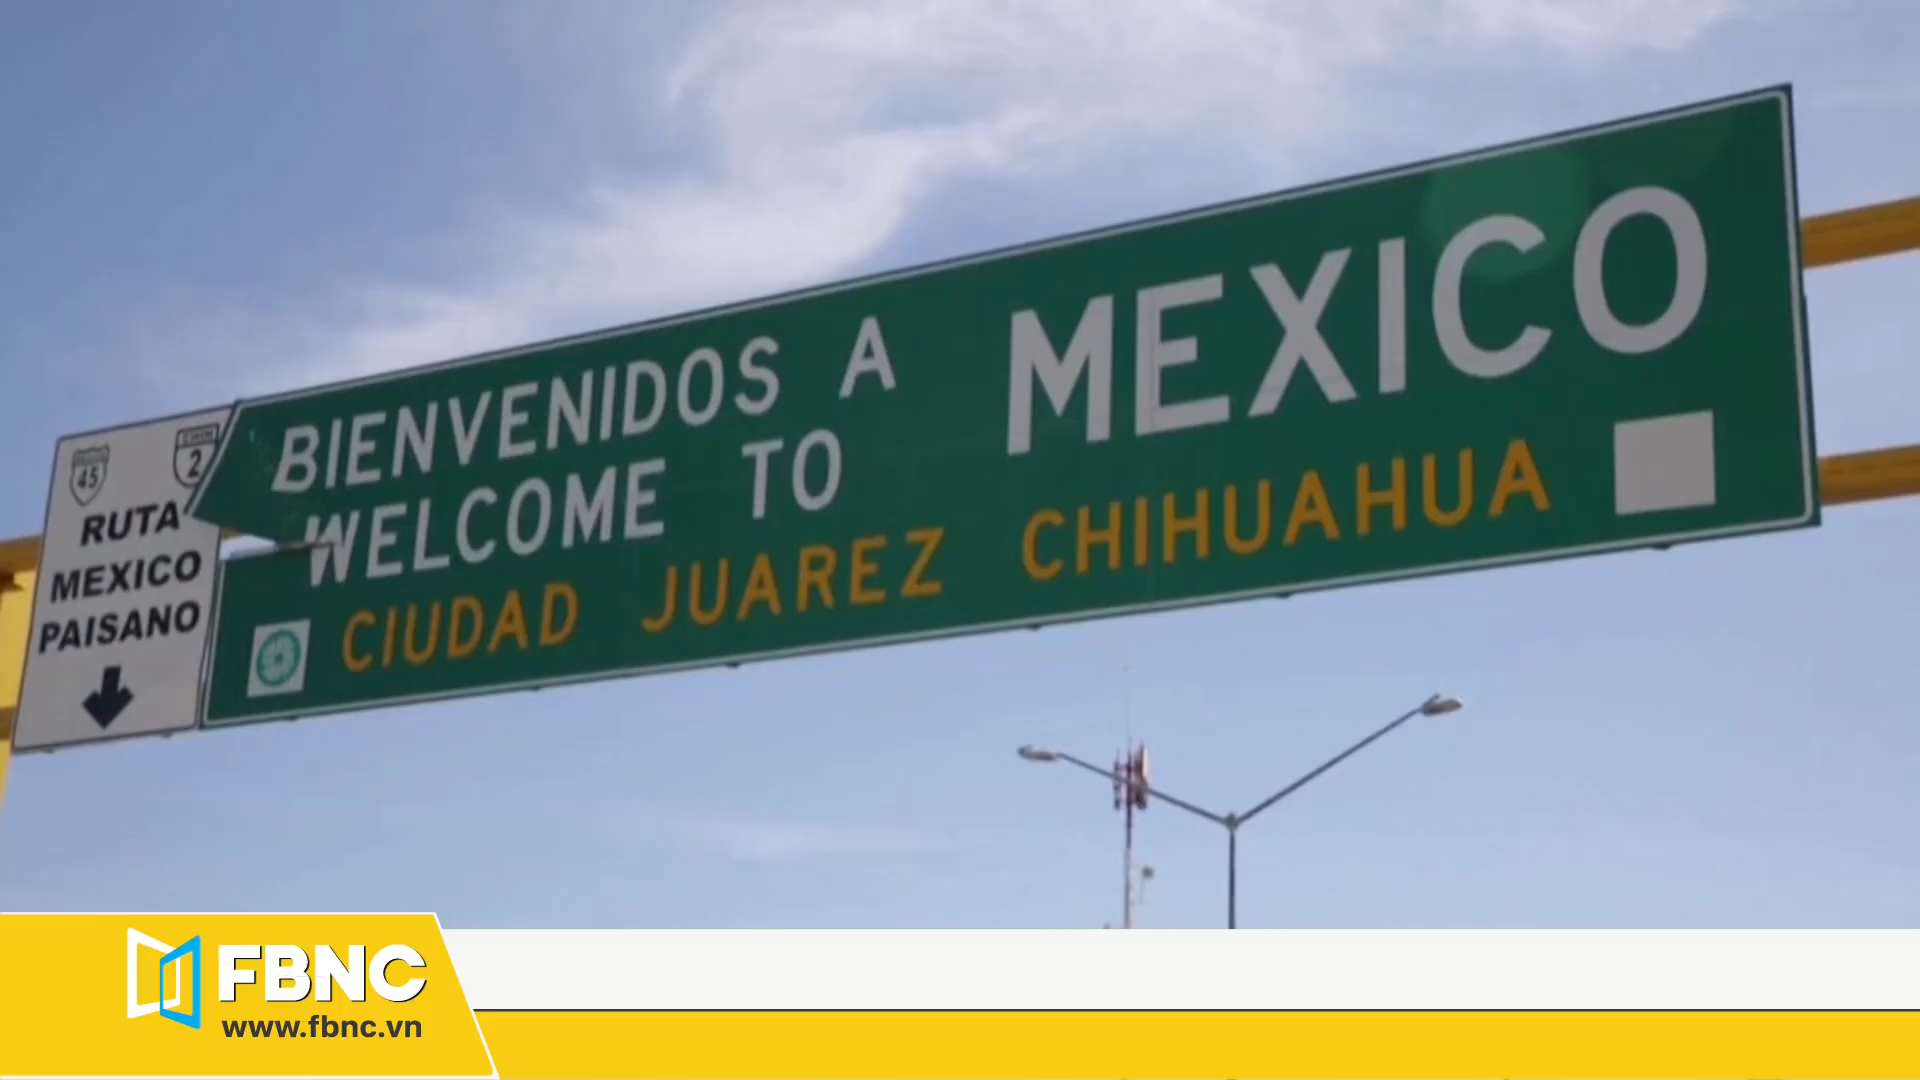 BIENVENIDOS A MEXICO
WELCOME TO
CIUDAD JUAREZ CHIHUAHUA
45
2
RUTA
MEXICO
PAISANO
FBNC
www.fbnc.vn